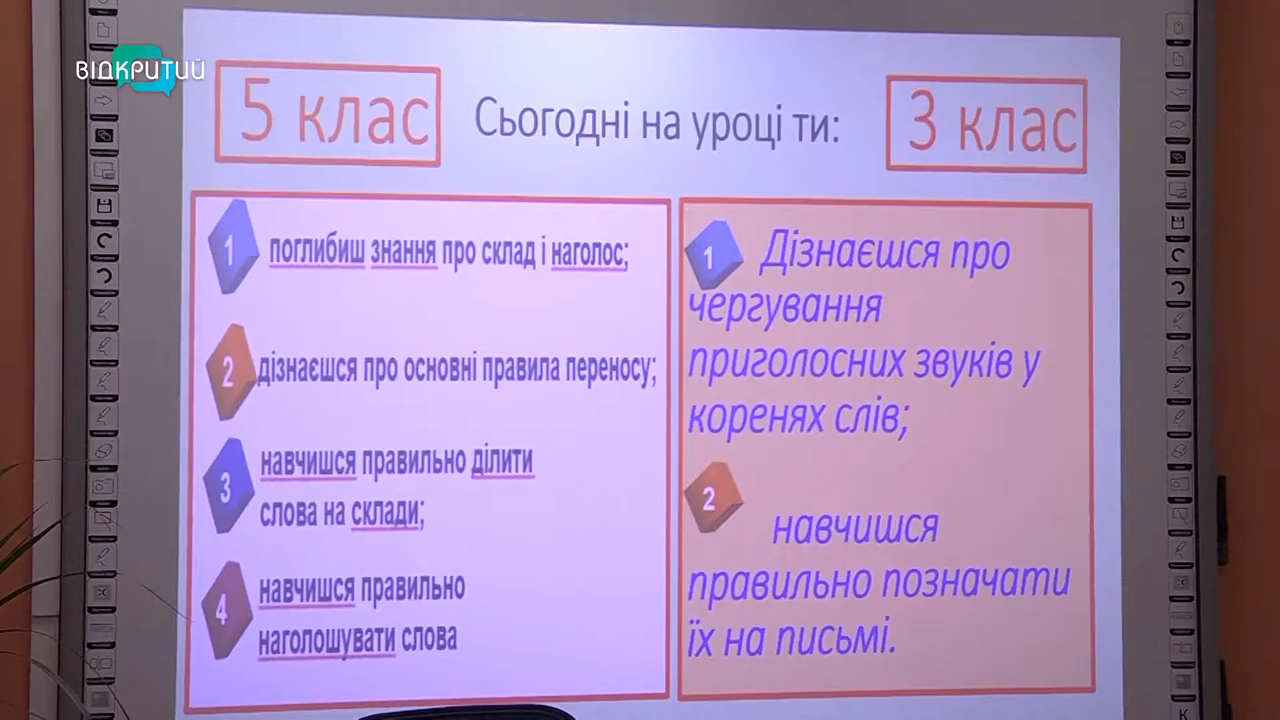 ВІДКРИТИЙ
5 клас
Сьогодні на уроці ти:
3 клас
1 поглибиш знання про склад і наголос;
2 дізнаєшся про основні правила переносу;
3 навчишся правильно ділити
слова на склади;
4 навчишся правильно
наголошувати слова
1 Дізнаєшся про
чергування
приголосних звуків у
коренях слів;
2 навчишся
правильно позначати
їх на письмі.